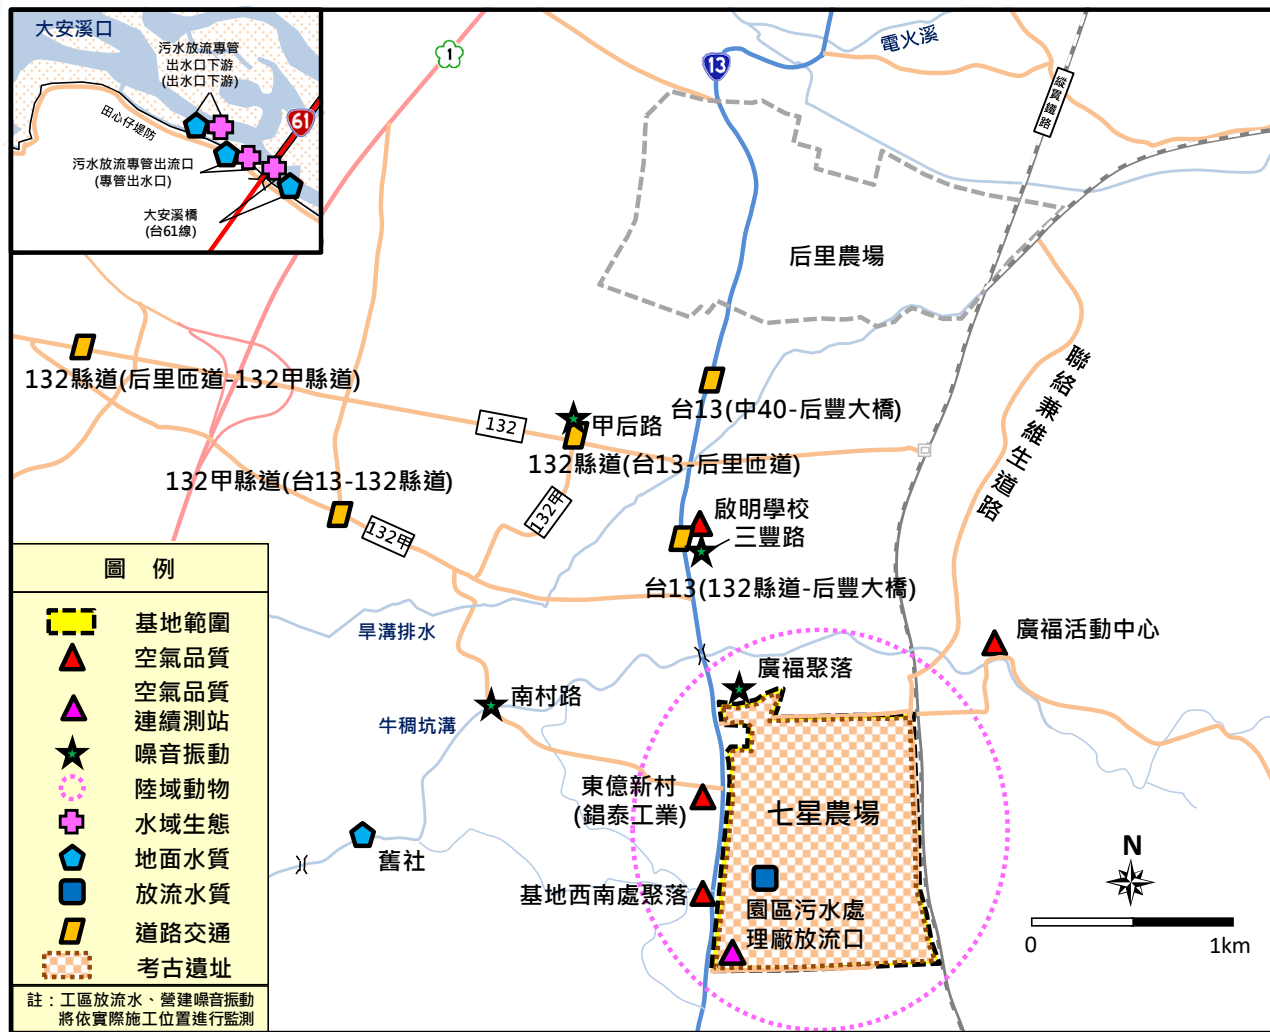 大安溪口
污水放流專管
出水口下游
(出水口下游)
田心仔堤防
污水放流專管出流口
(專管出水口)
大安溪橋
(台61線)
61
1
13
電火溪
縱貫鐵路
后里農場
聯絡兼維生道路
132縣道(后里匝道-132甲縣道)
132
甲后路
台13(中40-后豐大橋)
132縣道(台13-后里匝道)
132甲縣道(台13-132縣道)
132甲
132甲
啟明學校
三豐路
台13(132縣道-后豐大橋)
旱溝排水
牛稠坑溝
南村路
廣福聚落
廣福活動中心
東億新村
(錩泰工業)
七星農場
舊社
基地西南處聚落
園區污水處
理廠放流口
N
0
1km
圖 例
基地範圍
空氣品質
空氣品質
連續測站
噪音振動
陸域動物
水域生態
地面水質
放流水質
道路交通
考古遺址
註：工區放流水、營建噪音振動
將依實際施工位置進行監測